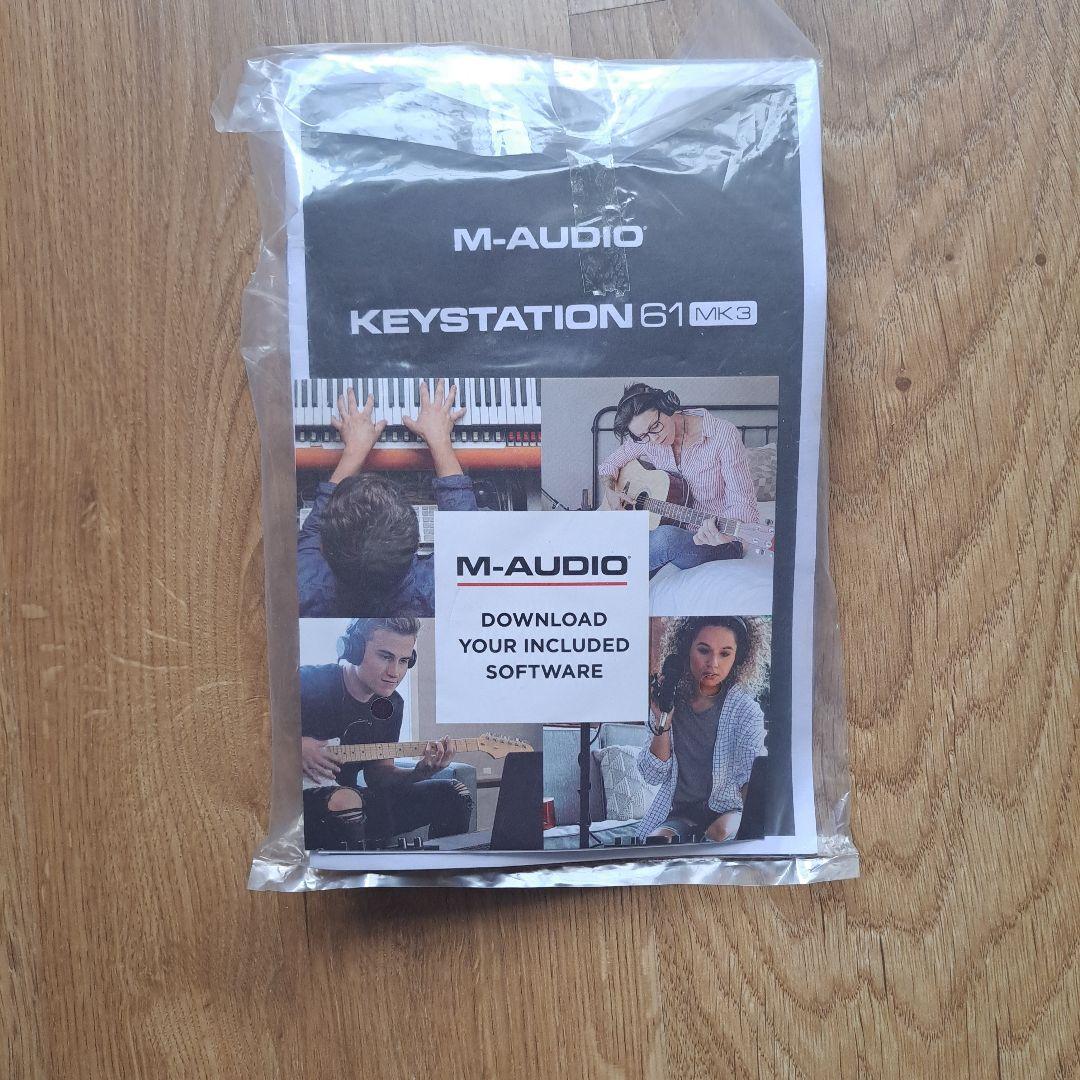 M-AUDIO
KEYSTATION 61 MK3
M-AUDIO
DOWNLOAD
YOUR INCLUDED
SOFTWARE